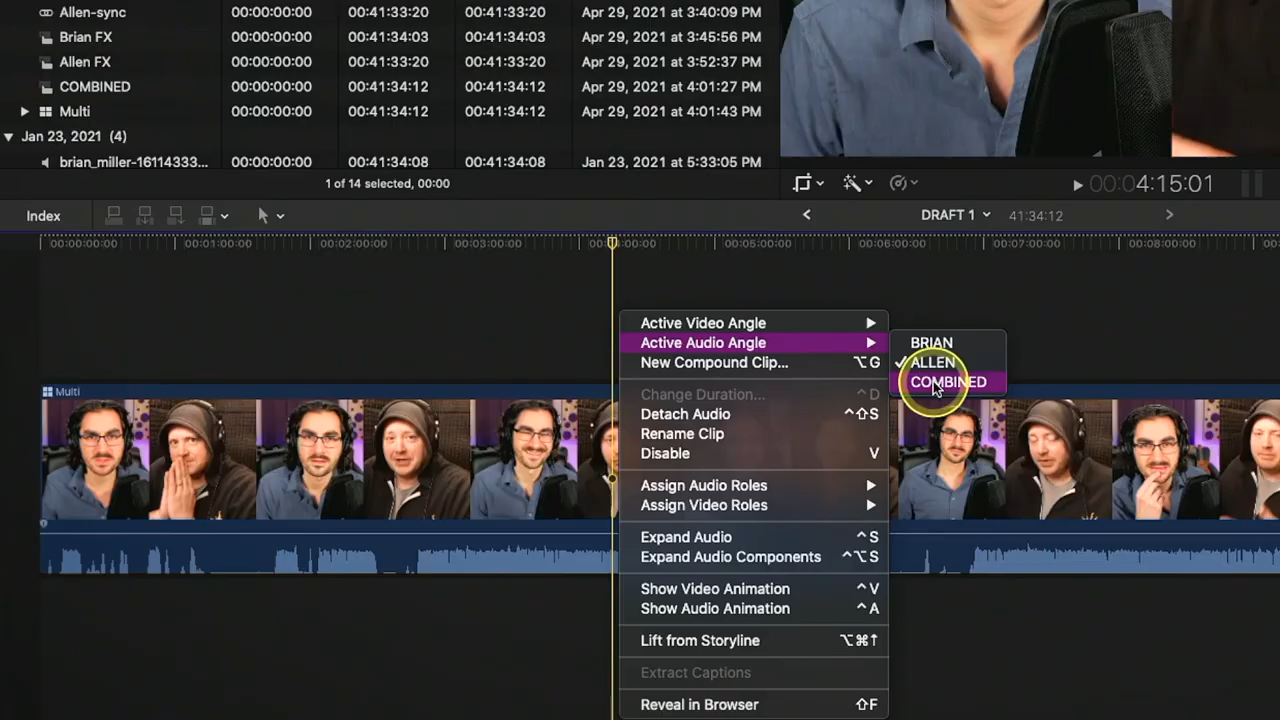 Allen-sync 00:00:00:00 00:41:33:20 00:41:33:20 Apr 29, 2021 at 3:40:09 PM
Brian FX 00:00:00:00 00:41:34:03 00:41:34:03 Apr 29, 2021 at 3:45:56 PM
Allen FX 00:00:00:00 00:41:33:20 00:41:33:20 Apr 29, 2021 at 3:52:37 PM
COMBINED 00:00:00:00 00:41:34:12 00:41:34:12 Apr 29, 2021 at 4:01:27 PM
Multi 00:00:00:00 00:41:34:12 00:41:34:12 Apr 29, 2021 at 4:01:43 PM
Jan 23, 2021 (4)
brian_miller-16114333... 00:00:00:00 00:41:34:08 00:41:34:08 Jan 23, 2021 at 5:33:05 PM
1 of 14 selected, 00:00
00:00:4:15:01
Index
DRAFT 1 41:34:12
00:00:00:00 00:01:00:00 00:02:00:00 00:03:00:00 00:04:00:00 00:05:00:00 00:06:00:00 00:07:00:00 00:08:00:00 00
Multi
Active Video Angle
Active Audio Angle
New Compound Clip... ⌥G
Change Duration... ^D
Detach Audio ^⇧S
Rename Clip
Disable V
Assign Audio Roles
Assign Video Roles
Expand Audio ^S
Expand Audio Components ^⌥S
Show Video Animation ^V
Show Audio Animation ^A
Lift from Storyline ⌥⌘↑
Extract Captions
Reveal in Browser ⇧F
BRIAN
✓ALLEN
COMBINED